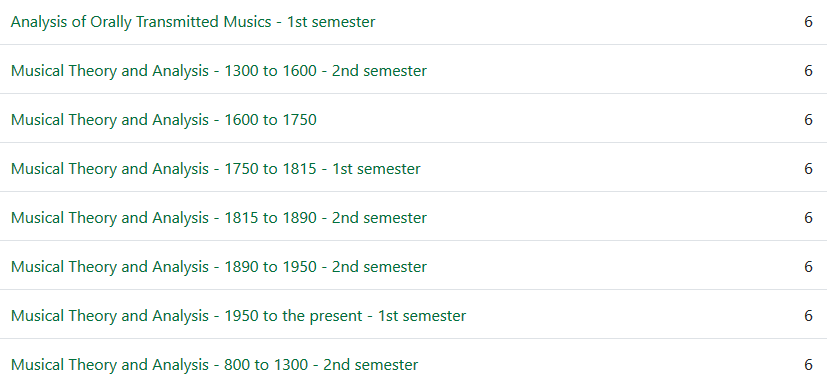 Analysis of Orally Transmitted Musics - 1st semester 6
Musical Theory and Analysis - 1300 to 1600 - 2nd semester 6
Musical Theory and Analysis - 1600 to 1750 6
Musical Theory and Analysis - 1750 to 1815 - 1st semester 6
Musical Theory and Analysis - 1815 to 1890 - 2nd semester 6
Musical Theory and Analysis - 1890 to 1950 - 2nd semester 6
Musical Theory and Analysis - 1950 to the present - 1st semester 6
Musical Theory and Analysis - 800 to 1300 - 2nd semester 6